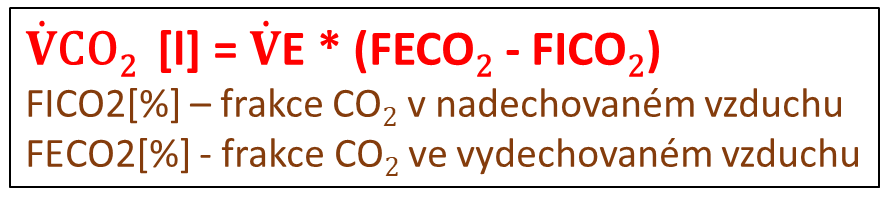 V̇CO₂ [l] = V̇E * (FECO₂ - FICO₂)
FICO2[%] – frakce CO₂ v nadechovaném vzduchu
FECO2[%] - frakce CO₂ ve vydechovaném vzduchu